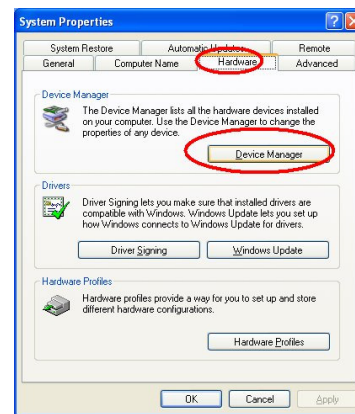 System Properties
System Restore Automatic Updates Remote
General Computer Name Hardware Advanced
Device Manager
The Device Manager lists all the hardware devices installed
on your computer. Use the Device Manager to change the
properties of any device.
Device Manager
Drivers
Driver Signing lets you make sure that installed drivers are
compatible with Windows. Windows Update lets you set up
how Windows connects to Windows Update for drivers.
Driver Signing Windows Update
Hardware Profiles
Hardware profiles provide a way for you to set up and store
different hardware configurations.
Hardware Profiles
OK Cancel Apply